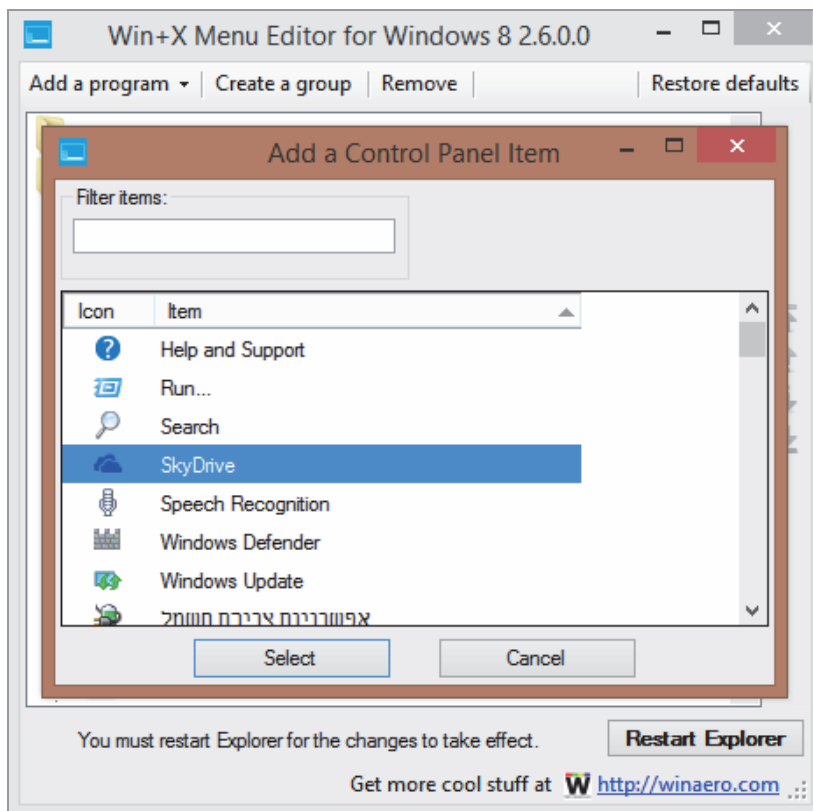 Win+X Menu Editor for Windows 8 2.6.0.0
Add a program Create a group Remove Restore defaults
Add a Control Panel Item
Filter items:
Icon Item
Help and Support
Run...
Search
SkyDrive
Speech Recognition
Windows Defender
Windows Update
אפשרויות צריכת חשמל
Select Cancel
You must restart Explorer for the changes to take effect. Restart Explorer
Get more cool stuff at W http://winaero.com